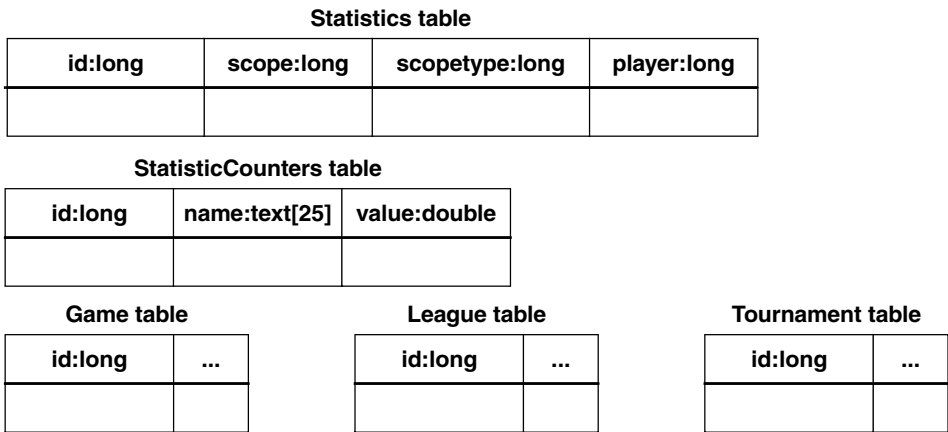 Statistics table
id:long scope:long scopetype:long player:long
StatisticCounters table
id:long name:text[25] value:double
Game table League table Tournament table
id:long ... id:long ... id:long ...